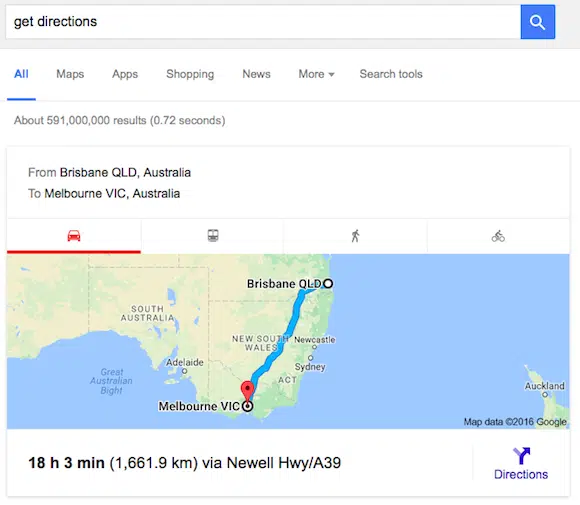 get directions
All Maps Apps Shopping News More Search tools
About 591,000,000 results (0.72 seconds)
From Brisbane QLD, Australia
To Melbourne VIC, Australia
Brisbane QLD
SOUTH
AUSTRALIA
NEW SOUTH
WALES
Newcastle
Adelaide
Sydney
Great
Australian
Bight
ACT
Auckland
Melbourne VIC
Map data ©2016 Google
18 h 3 min (1,661.9 km) via Newell Hwy/A39
Directions